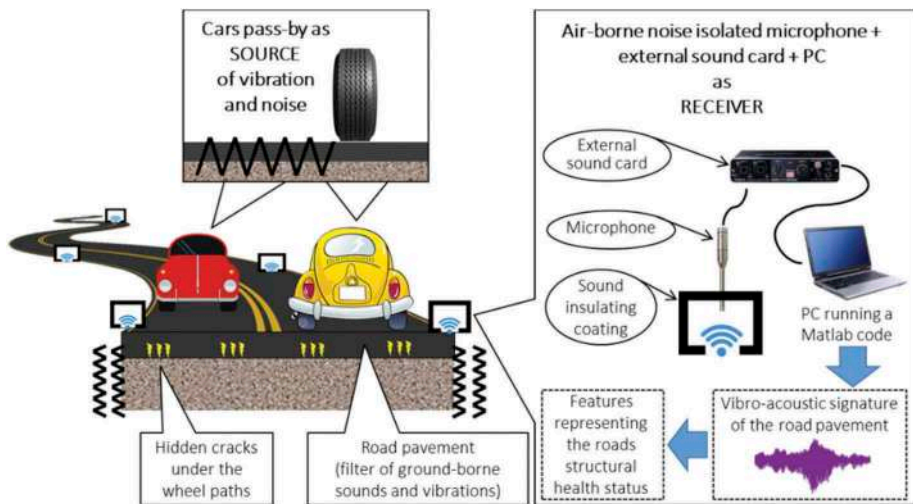 Cars pass-by as
SOURCE
of vibration
and noise
Air-borne noise isolated microphone +
external sound card + PC
as
RECEIVER
External
sound card
Microphone
Sound
insulating
coating
PC running a
Matlab code
Hidden cracks
under the
wheel paths
Road pavement
(filter of ground-borne
sounds and vibrations)
Features
representing
the roads
structural
health status
Vibro-acoustic signature
of the road pavement